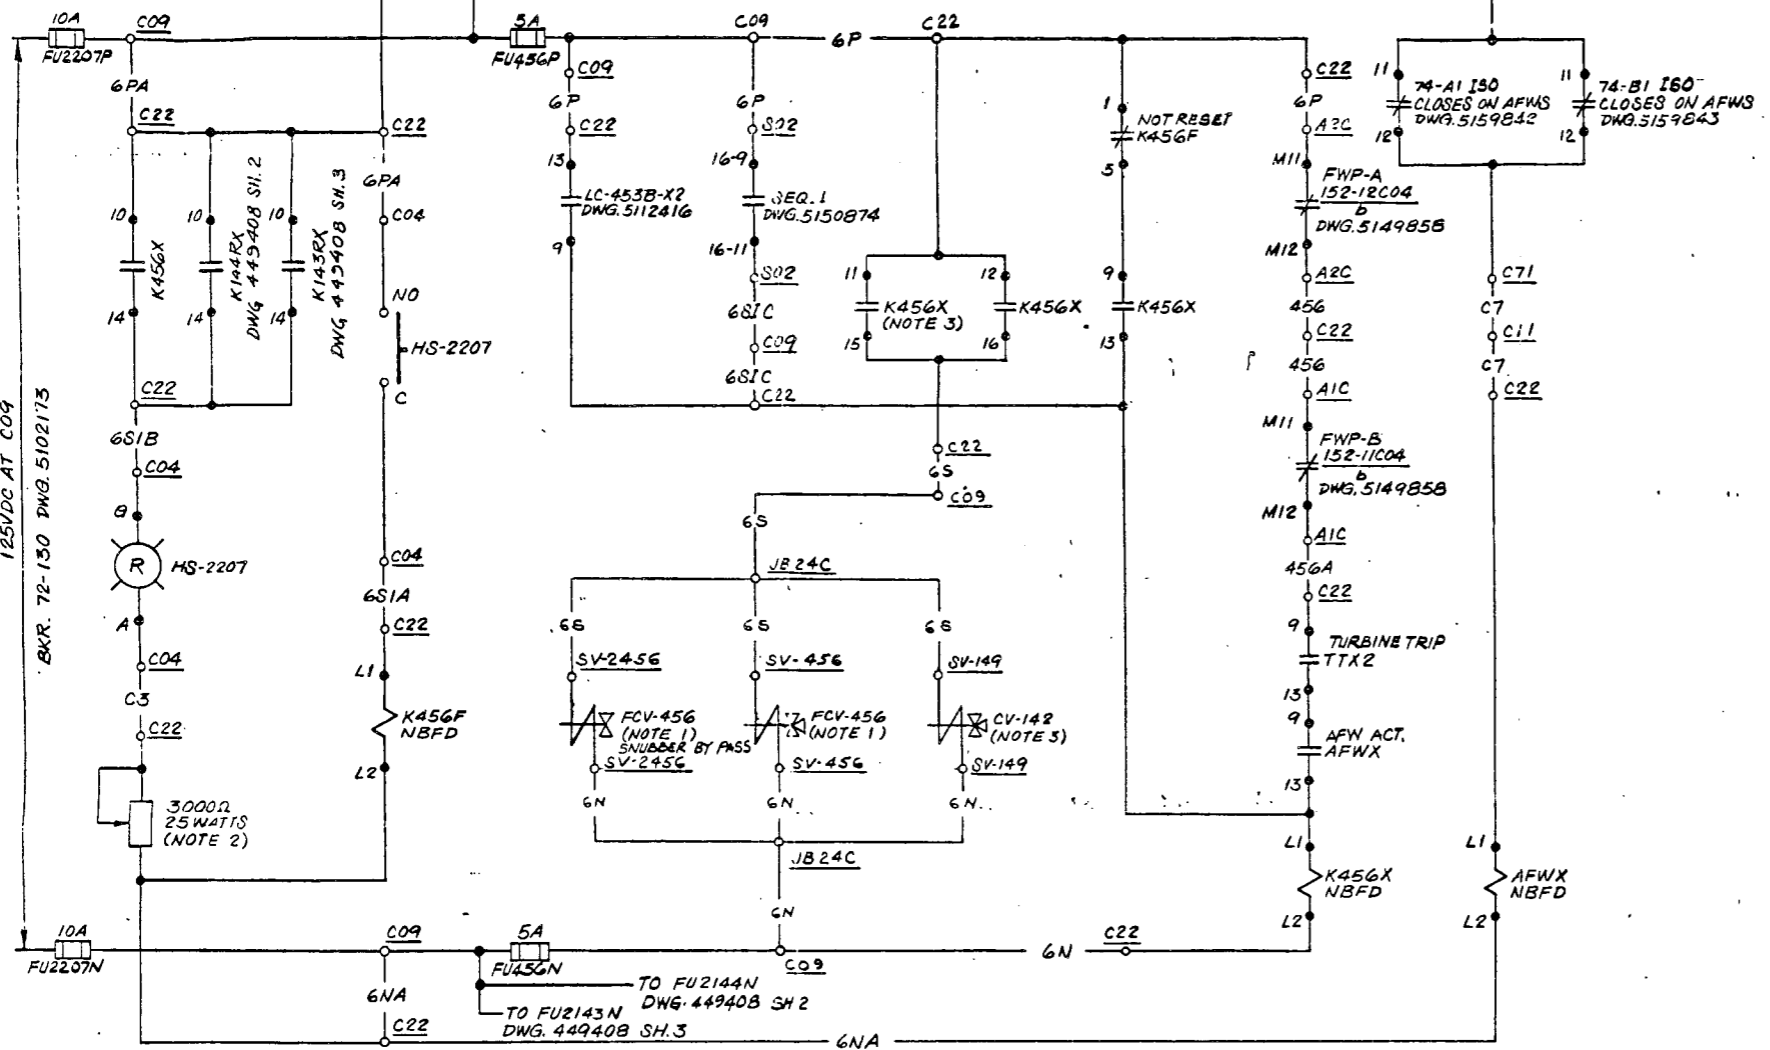 10A
FU2207P
C09
6PA
C22
10
K456X
14
10
K144RX
DWG 449408 SH.2
14
10
K143RX
DWG 449408 SH.3
14
C22
6S1B
C04
B
R
HS-2207
A
C04
C3
C22
3000Ω
25 WATTS
(NOTE 2)
125VDC AT C09
BKR. 72-130 DWG. 5102173
C22
6PA
C04
NO
HS-2207
C
C04
6S1A
C22
L1
K456F
NBFD
L2
5A
FU456P
C09
6P
C22
13
LC-453B-X2
DWG.5112416
9
C09
6P
S02
16-9
SEQ.1
DWG.5150874
16-11
S02
6S1C
C09
6S1C
C22
6P
C22
11
K456X
(NOTE 3)
15
12
K456X
16
C22
6S
C09
6S
JB24C
6S
SV-2456
FCV-456
(NOTE 1)
SNUBBER BY PASS
SV-2456
6N
6S
SV-456
FCV-456
(NOTE 1)
SV-456
6N
6S
SV-149
CV-142
(NOTE 3)
SV-149
6N
JB24C
6N
C09
1
NOT RESET
K456F
5
9
K456X
13
C22
6P
A2C
M11
FWP-A
152-12C04
b
DWG.5149858
M12
A2C
456
C22
456
A1C
M11
FWP-B
152-11C04
b
DWG.5149858
M12
A1C
456A
C22
9
TURBINE TRIP
TTX2
13
9
AFW ACT.
AFWX
13
L1
K456X
NBFD
L2
11
74-A1 ISO
CLOSES ON AFWS
DWG.5159842
12
11
74-B1 ISO
CLOSES ON AFWS
DWG.5159843
12
C71
C7
C11
C7
C22
L1
AFWX
NBFD
L2
10A
FU2207N
C09
6NA
C22
5A
FU456N
TO FU2144N
DWG. 449408 SH 2
TO FU2143N
DWG. 449408 SH.3
6N
C22
6NA